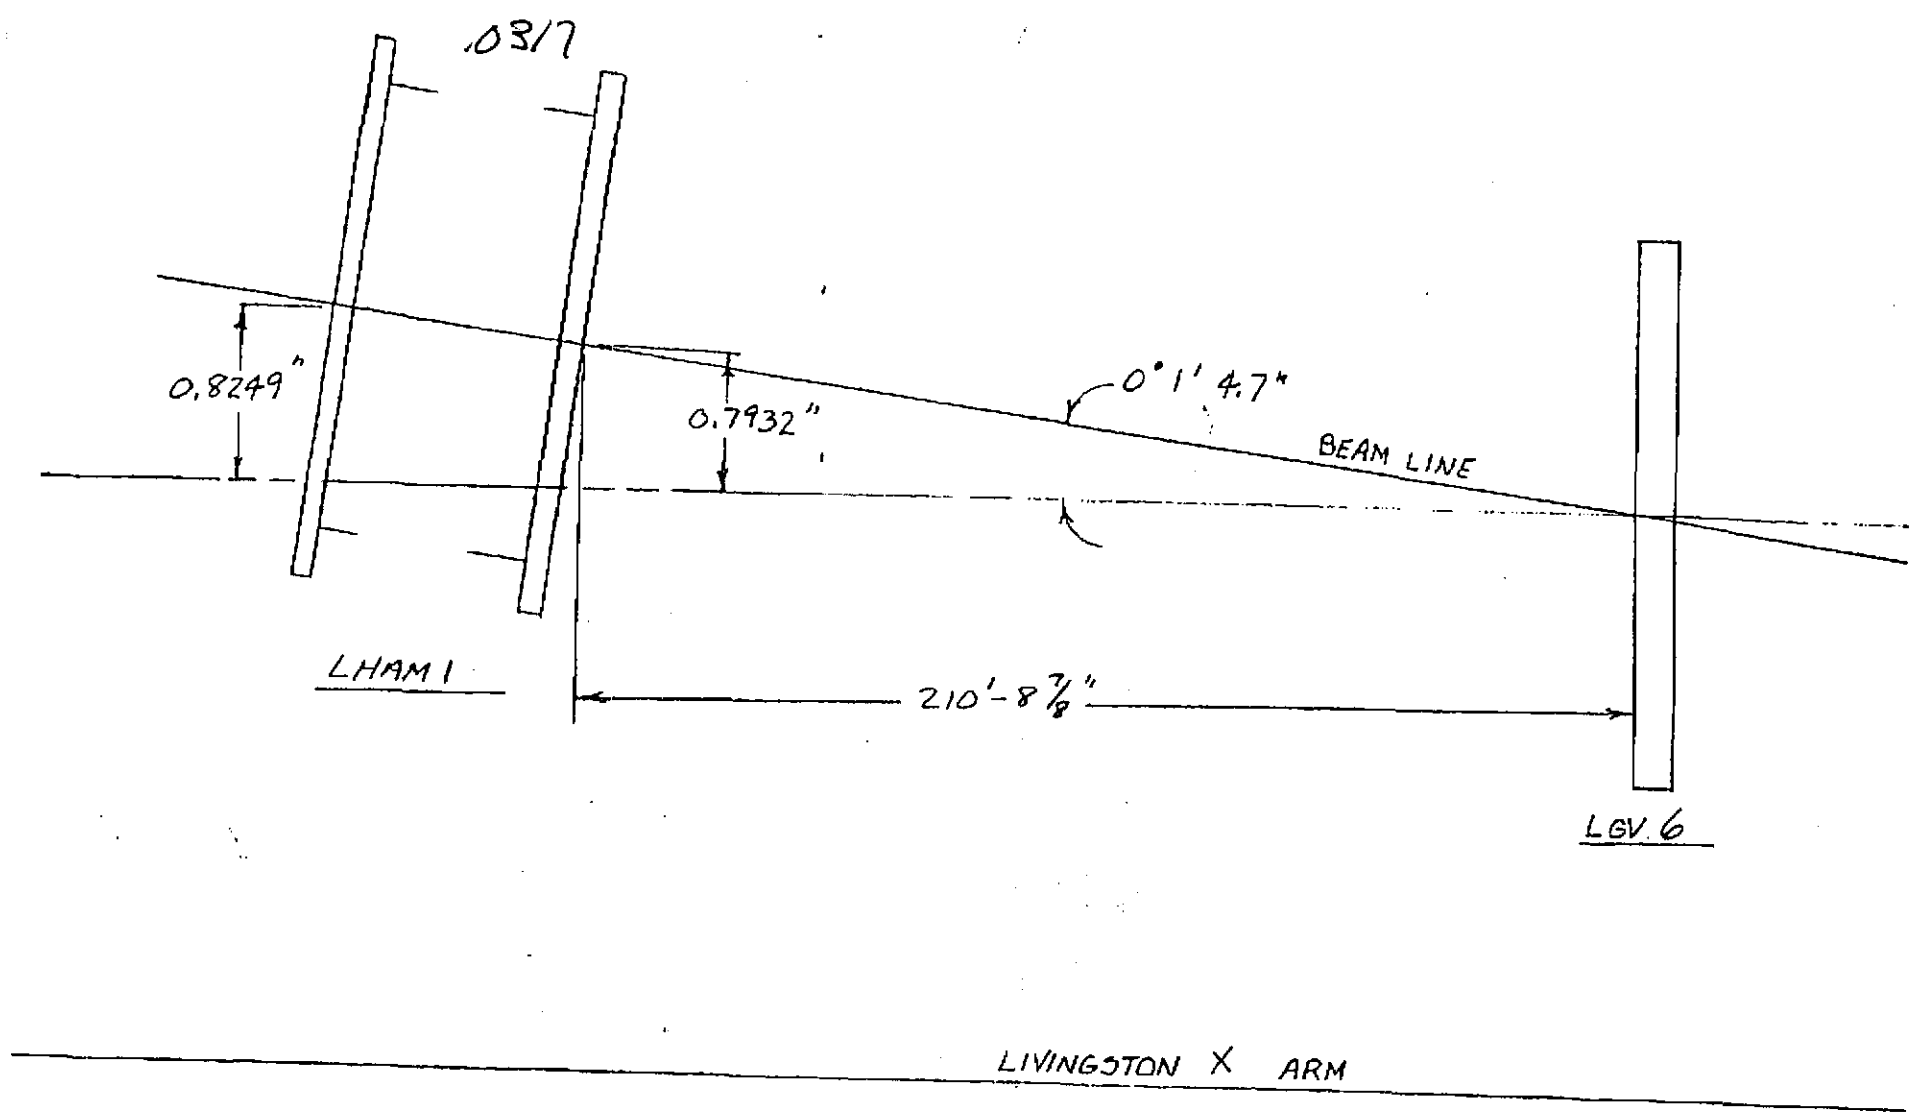 .0317
0.8249"
0.7932"
0° 1' 4.7"
BEAM LINE
LHAM 1
210'-8 7/8"
LGV 6
LIVINGSTON X ARM